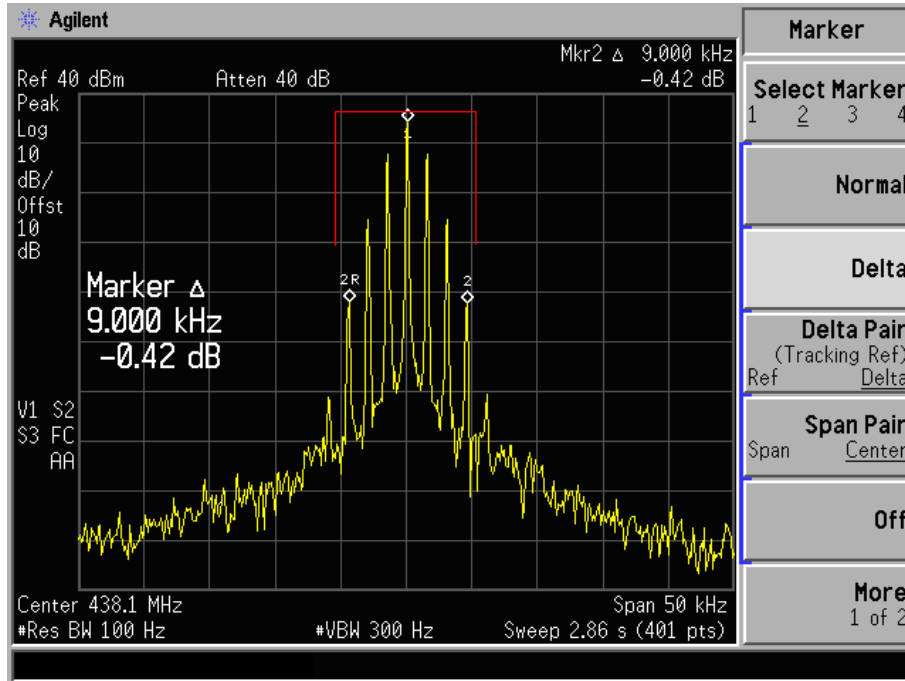 Agilent
Mkr2 Δ 9.000 kHz
Ref 40 dBm Atten 40 dB -0.42 dB
Peak
Log
10
dB/
Offst
10
dB
1
2R
2
Marker Δ
9.000 kHz
-0.42 dB
V1 S2
S3 FC
AA
Center 438.1 MHz Span 50 kHz
#Res BW 100 Hz #VBW 300 Hz Sweep 2.86 s (401 pts)
Marker
Select Marker
1 2 3 4
Normal
Delta
Delta Pair
(Tracking Ref)
Ref Delta
Span Pair
Span Center
Off
More
1 of 2